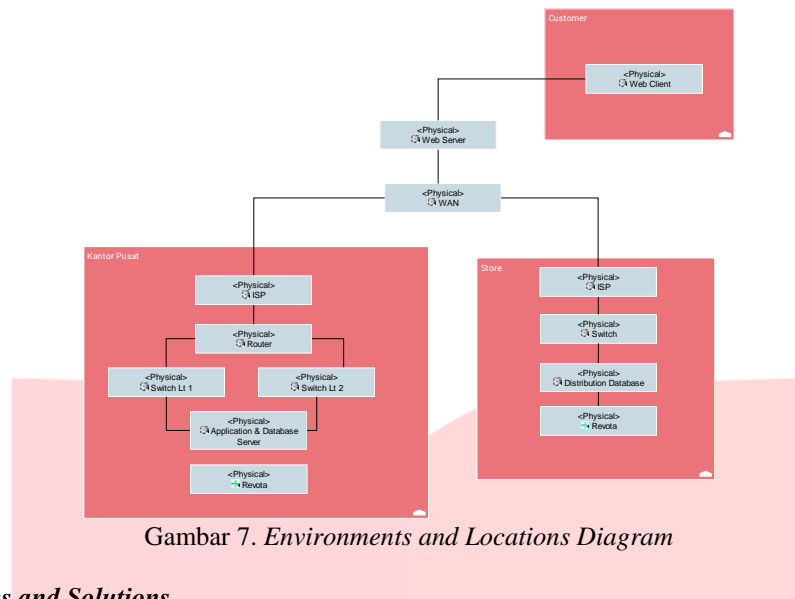 Customer
<Physical>
Web Client
<Physical>
Web Server
<Physical>
WAN
Kantor Pusat
<Physical>
ISP
<Physical>
Router
<Physical>
Switch Lt 1
<Physical>
Switch Lt 2
<Physical>
Application & Database
Server
<Physical>
Revota
Store
<Physical>
ISP
<Physical>
Switch
<Physical>
Distribution Database
<Physical>
Revota
Gambar 7. Environments and Locations Diagram
and Solutions